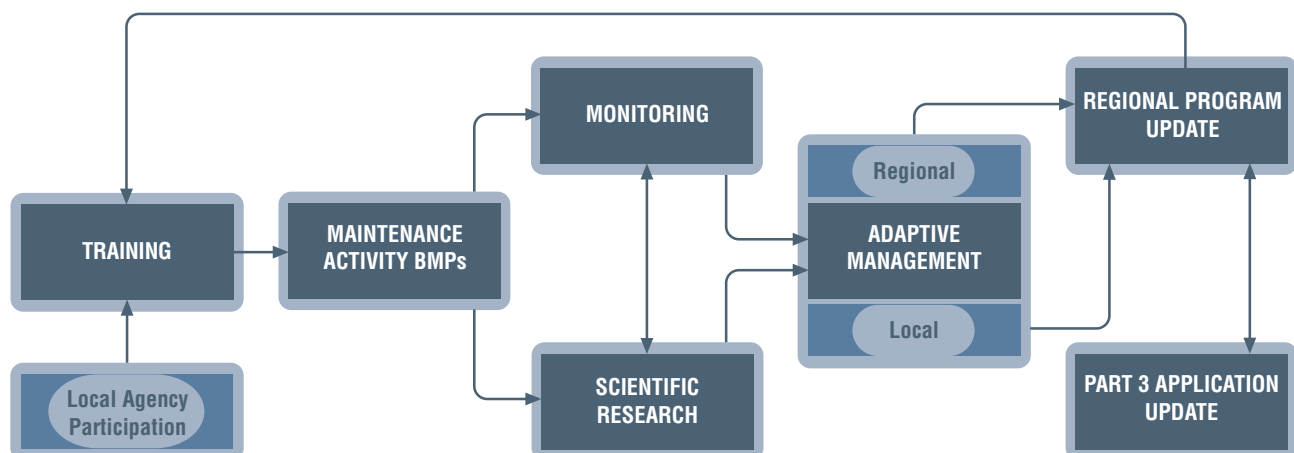 TRAINING
Local Agency
Participation
MAINTENANCE
ACTIVITY BMPs
MONITORING
SCIENTIFIC
RESEARCH
Regional
ADAPTIVE
MANAGEMENT
Local
REGIONAL PROGRAM
UPDATE
PART 3 APPLICATION
UPDATE